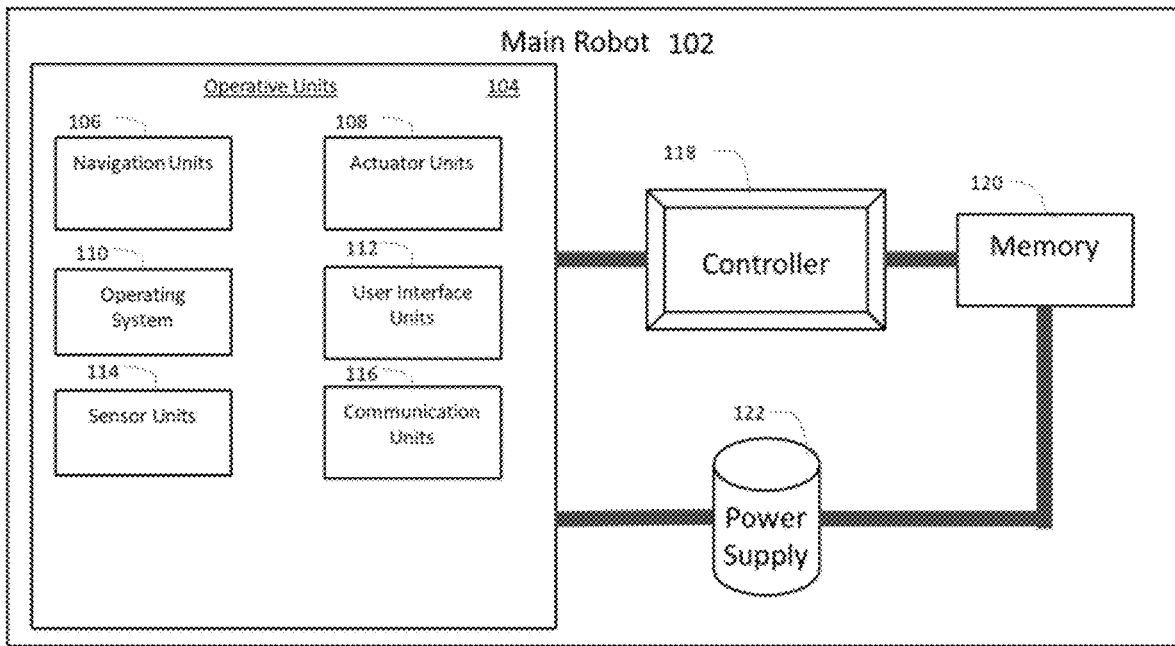 Main Robot 102
Operative Units 104
106 108
Navigation Units Actuator Units
110 112
Operating
System
User Interface
Units
114 116
Sensor Units
Communication
Units
118
Controller
120
Memory
122
Power
Supply